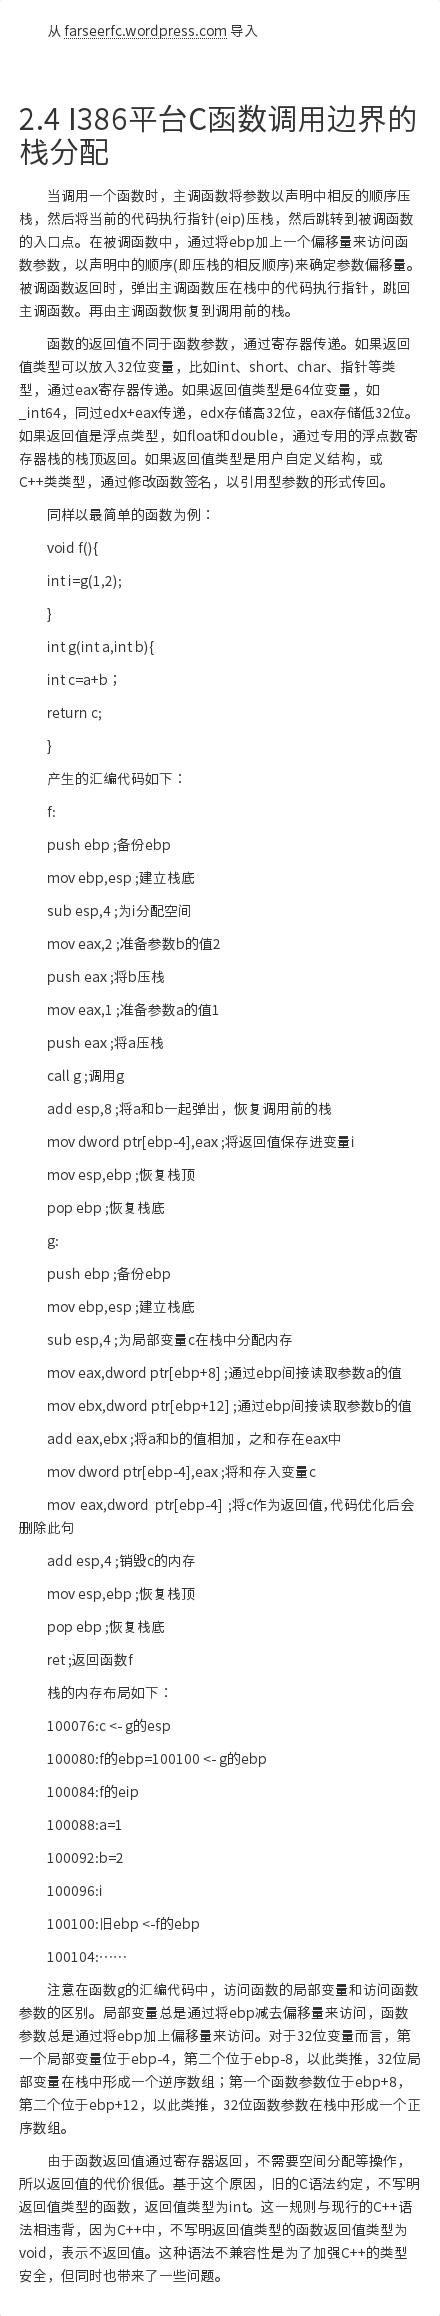 从 farseerfc.wordpress.com 导入
2.4 I386平台C函数调用边界的
栈分配
当调用一个函数时，主调函数将参数以声明中相反的顺序压
栈，然后将当前的代码执行指针(eip)压栈，然后跳转到被调函数
的入口点。在被调函数中，通过将ebp加上一个偏移量来访问函
数参数，以声明中的顺序(即压栈的相反顺序)来确定参数偏移量。
被调函数返回时，弹出主调函数压在栈中的代码执行指针，跳回
主调函数。再由主调函数恢复到调用前的栈。
函数的返回值不同于函数参数，通过寄存器传递。如果返回
值类型可以放入32位变量，比如int、short、char、指针等类
型，通过eax寄存器传递。如果返回值类型是64位变量，如
_int64，同过edx+eax传递，edx存储高32位，eax存储低32位。
如果返回值是浮点类型，如float和double，通过专用的浮点数寄
存器栈的栈顶返回。如果返回值类型是用户自定义结构，或
C++类类型，通过修改函数签名，以引用型参数的形式传回。
同样以最简单的函数为例：
void f(){
int i=g(1,2);
}
int g(int a,int b){
int c=a+b；
return c;
}
产生的汇编代码如下：
f:
push ebp ;备份ebp
mov ebp,esp ;建立栈底
sub esp,4 ;为i分配空间
mov eax,2 ;准备参数b的值2
push eax ;将b压栈
mov eax,1 ;准备参数a的值1
push eax ;将a压栈
call g ;调用g
add esp,8 ;将a和b一起弹出，恢复调用前的栈
mov dword ptr[ebp-4],eax ;将返回值保存进变量i
mov esp,ebp ;恢复栈顶
pop ebp ;恢复栈底
g:
push ebp ;备份ebp
mov ebp,esp ;建立栈底
sub esp,4 ;为局部变量c在栈中分配内存
mov eax,dword ptr[ebp+8] ;通过ebp间接读取参数a的值
mov ebx,dword ptr[ebp+12] ;通过ebp间接读取参数b的值
add eax,ebx ;将a和b的值相加，之和存在eax中
mov dword ptr[ebp-4],eax ;将和存入变量c
mov eax,dword ptr[ebp-4] ;将c作为返回值,代码优化后会
删除此句
add esp,4 ;销毁c的内存
mov esp,ebp ;恢复栈顶
pop ebp ;恢复栈底
ret ;返回函数f
栈的内存布局如下：
100076:c <- g的esp
100080:f的ebp=100100 <- g的ebp
100084:f的eip
100088:a=1
100092:b=2
100096:i
100100:旧ebp <-f的ebp
100104:……
注意在函数g的汇编代码中，访问函数的局部变量和访问函数
参数的区别。局部变量总是通过将ebp减去偏移量来访问，函数
参数总是通过将ebp加上偏移量来访问。对于32位变量而言，第
一个局部变量位于ebp-4，第二个位于ebp-8，以此类推，32位局
部变量在栈中形成一个逆序数组；第一个函数参数位于ebp+8，
第二个位于ebp+12，以此类推，32位函数参数在栈中形成一个正
序数组。
由于函数返回值通过寄存器返回，不需要空间分配等操作，
所以返回值的代价很低。基于这个原因，旧的C语法约定，不写明
返回值类型的函数，返回值类型为int。这一规则与现行的C++语
法相违背，因为C++中，不写明返回值类型的函数返回值类型为
void，表示不返回值。这种语法不兼容性是为了加强C++的类型
安全，但同时也带来了一些问题。